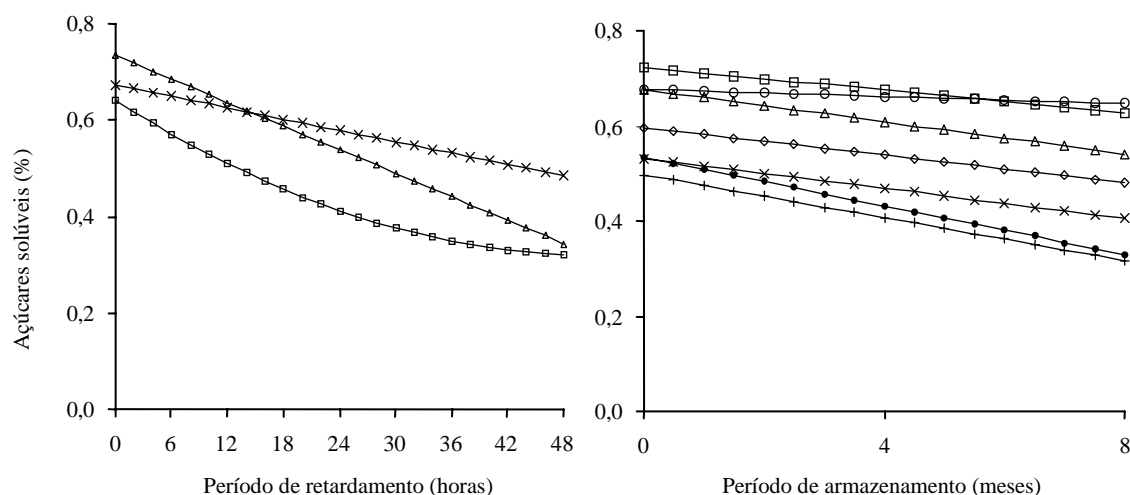 Açúcares solúveis (%)
0,8
0,6
0,4
0,2
0,0
0 6 12 18 24 30 36 42 48
Período de retardamento (horas)
0,8
0,6
0,4
0,2
0,0
0 4 8
Período de armazenamento (meses)